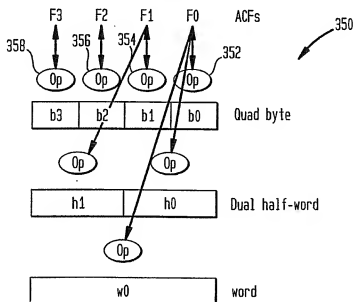 F3 F2 F1 F0 ACFs
350
358 356 354 352
Op Op Op Op
b3 b2 b1 b0 Quad byte
Op Op
h1 h0 Dual half-word
Op
w0 word